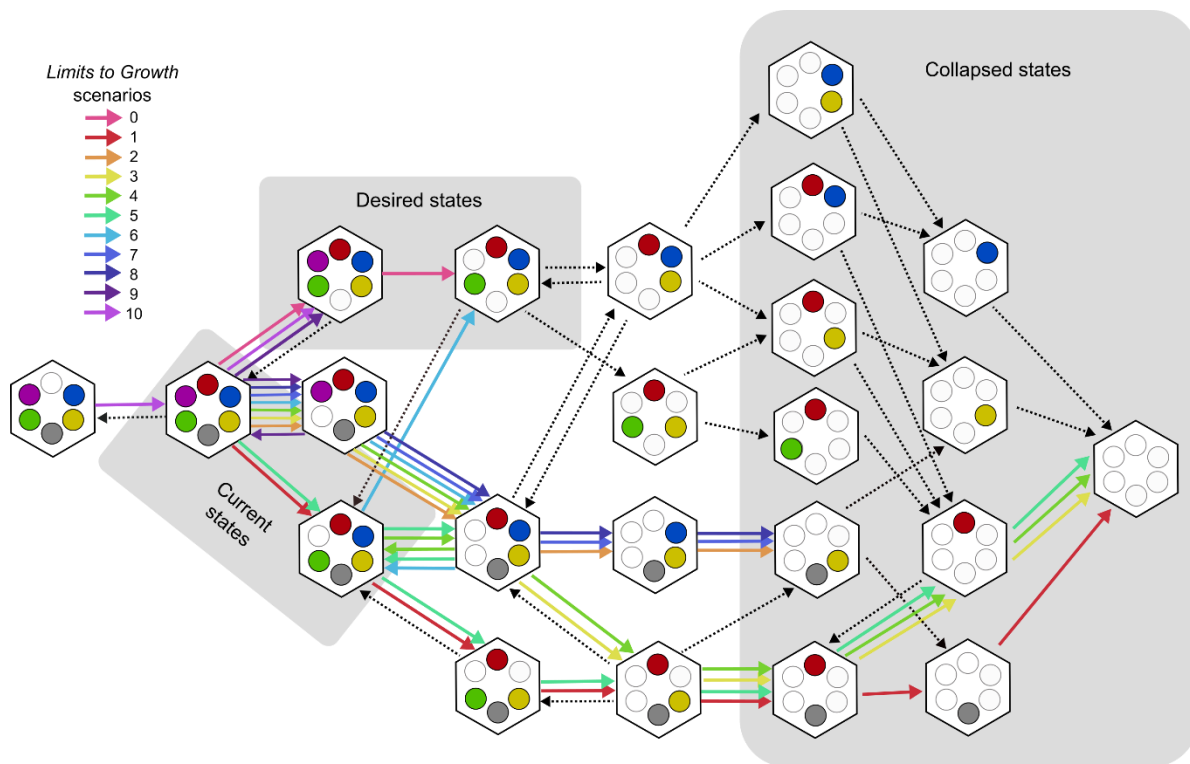 Limits to Growth
scenarios
0
1
2
3
4
5
6
7
8
9
10
Desired states
Collapsed states
Current
states